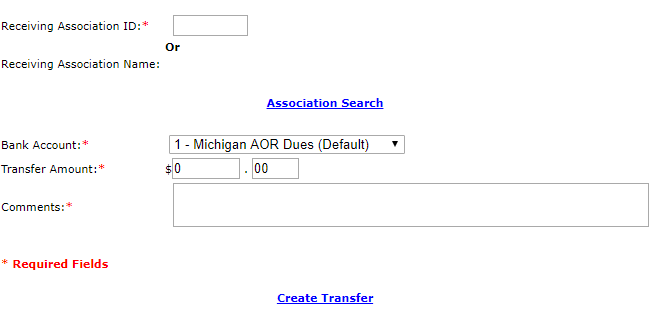 Receiving Association ID:*
Or
Receiving Association Name:
Association Search
Bank Account:* 1 - Michigan AOR Dues (Default)
Transfer Amount:* $0 . 00
Comments:*
* Required Fields
Create Transfer